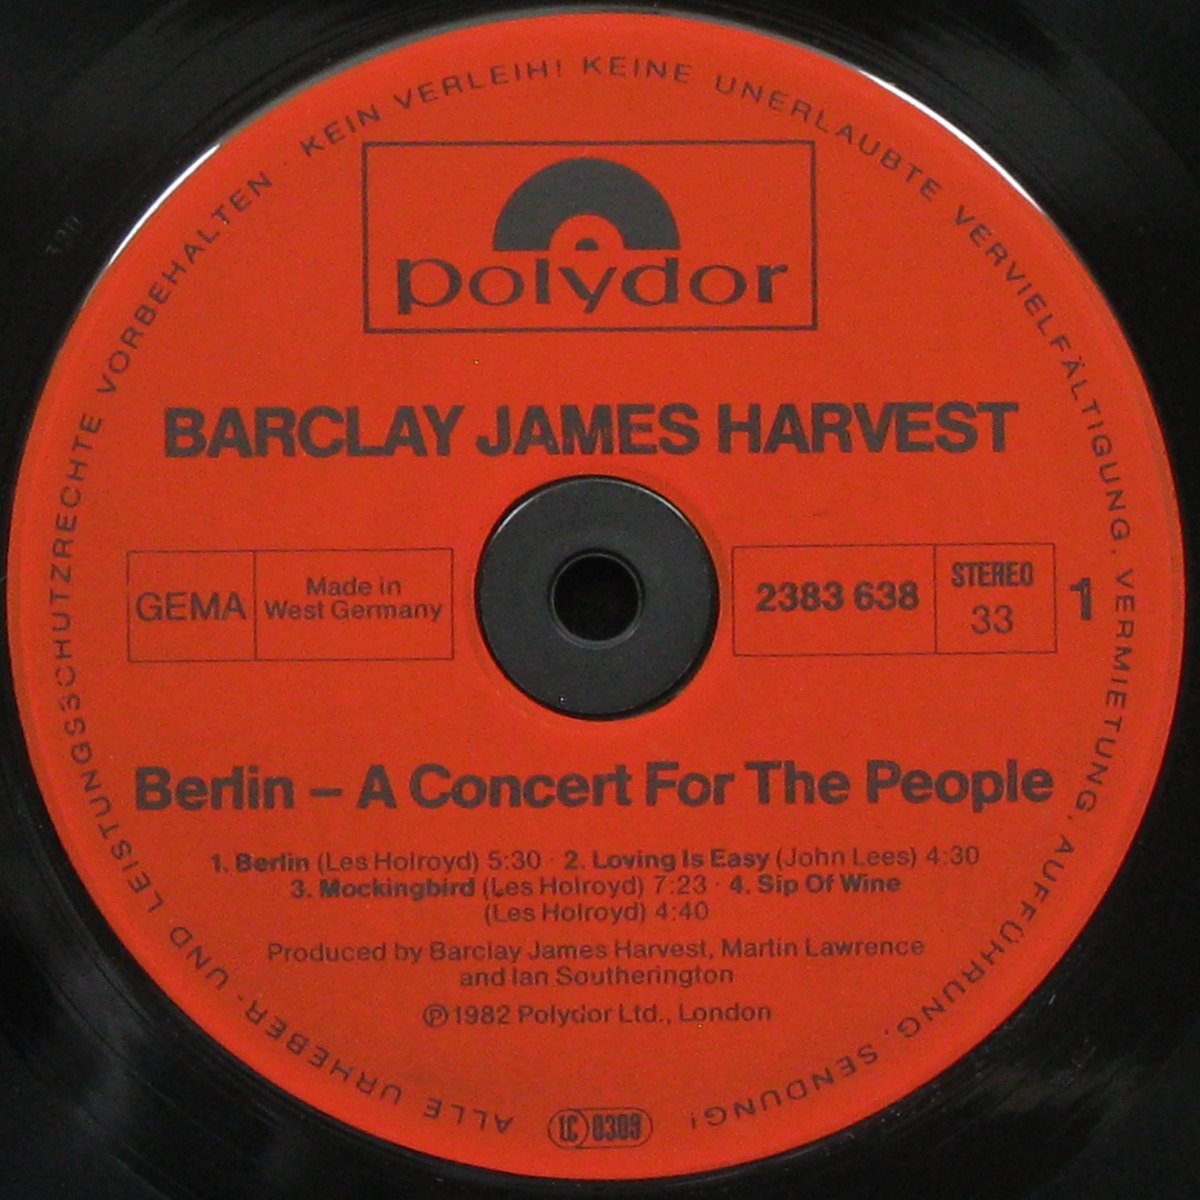 ALLE URHEBER- UND LEISTUNGSSCHUTZRECHTE VORBEHALTEN · KEIN VERLEIH! KEINE UNERLAUBTE VERVIELFÄLTIGUNG, VERMIETUNG, AUFFÜHRUNG, SENDUNG!
polydor
BARCLAY JAMES HARVEST
GEMA
Made in
West Germany
2383 638
STEREO
33
1
Berlin – A Concert For The People
1. Berlin (Les Holroyd) 5:30 · 2. Loving Is Easy (John Lees) 4:30
3. Mockingbird (Les Holroyd) 7:23 · 4. Sip Of Wine
(Les Holroyd) 4:40
Produced by Barclay James Harvest, Martin Lawrence
and Ian Southerington
℗1982 Polydor Ltd., London
LC 0309